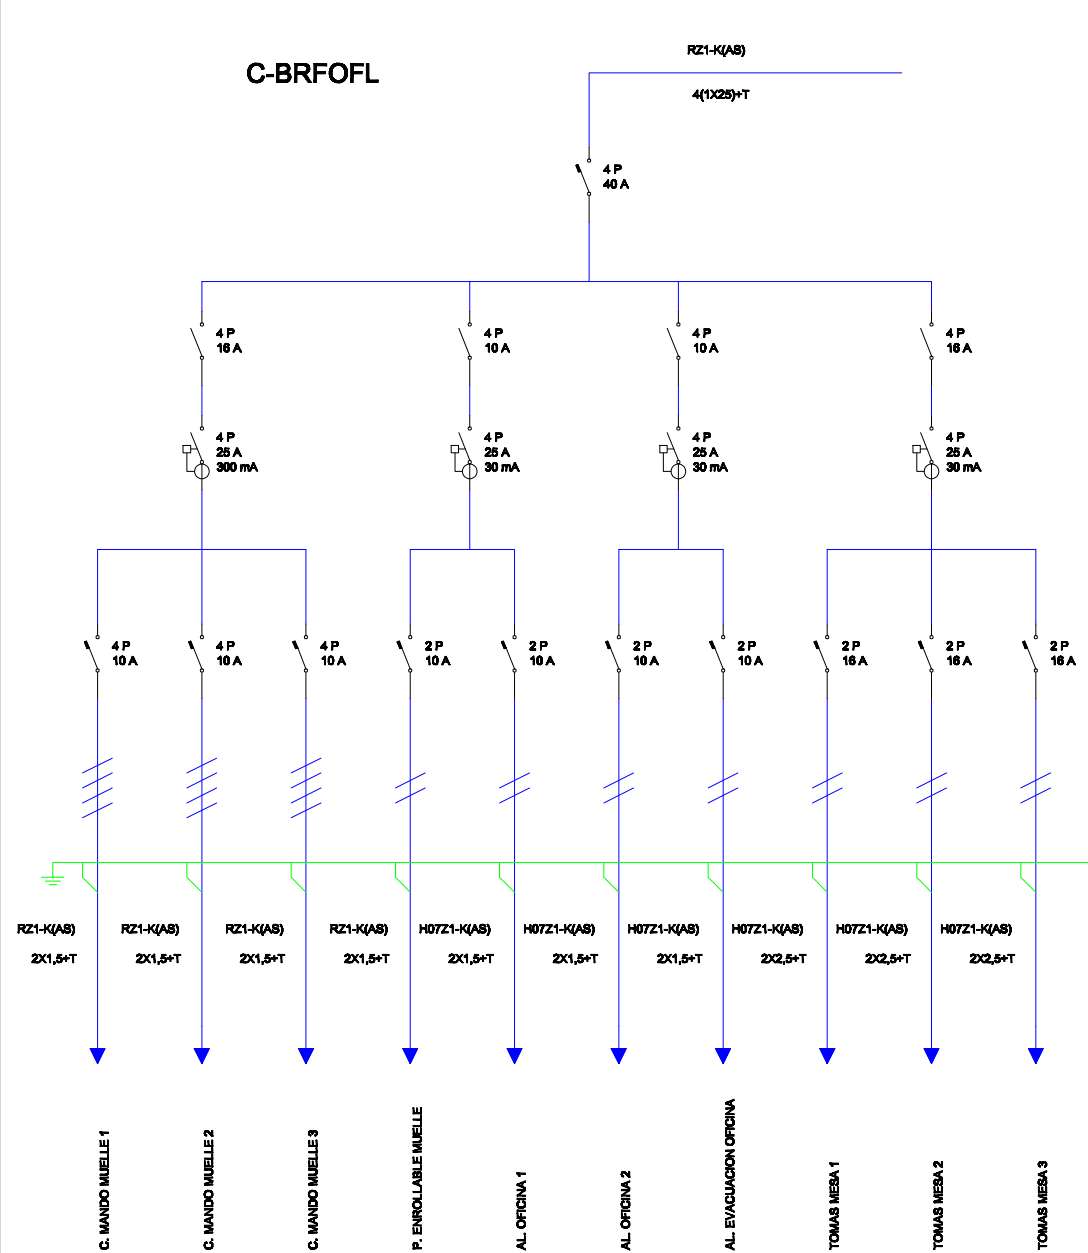 C-BRFOFL
RZ1-K(AS)
4(1X25)+T
4 P
40 A
4 P
16 A
4 P
10 A
4 P
10 A
4 P
16 A
4 P
25 A
300 mA
4 P
25 A
30 mA
4 P
25 A
30 mA
4 P
25 A
30 mA
4 P
10 A
4 P
10 A
4 P
10 A
2 P
10 A
2 P
10 A
2 P
10 A
2 P
10 A
2 P
16 A
2 P
16 A
2 P
16 A
RZ1-K(AS)
2X1,5+T
RZ1-K(AS)
2X1,5+T
RZ1-K(AS)
2X1,5+T
RZ1-K(AS)
2X1,5+T
H07Z1-K(AS)
2X1,5+T
H07Z1-K(AS)
2X1,5+T
H07Z1-K(AS)
2X1,5+T
H07Z1-K(AS)
2X2,5+T
H07Z1-K(AS)
2X2,5+T
H07Z1-K(AS)
2X2,5+T
C. MANDO MUELLE 1
C. MANDO MUELLE 2
C. MANDO MUELLE 3
P. ENROLLABLE MUELLE
AL. OFICINA 1
AL. OFICINA 2
AL. EVACUACION OFICINA
TOMAS MESA 1
TOMAS MESA 2
TOMAS MESA 3